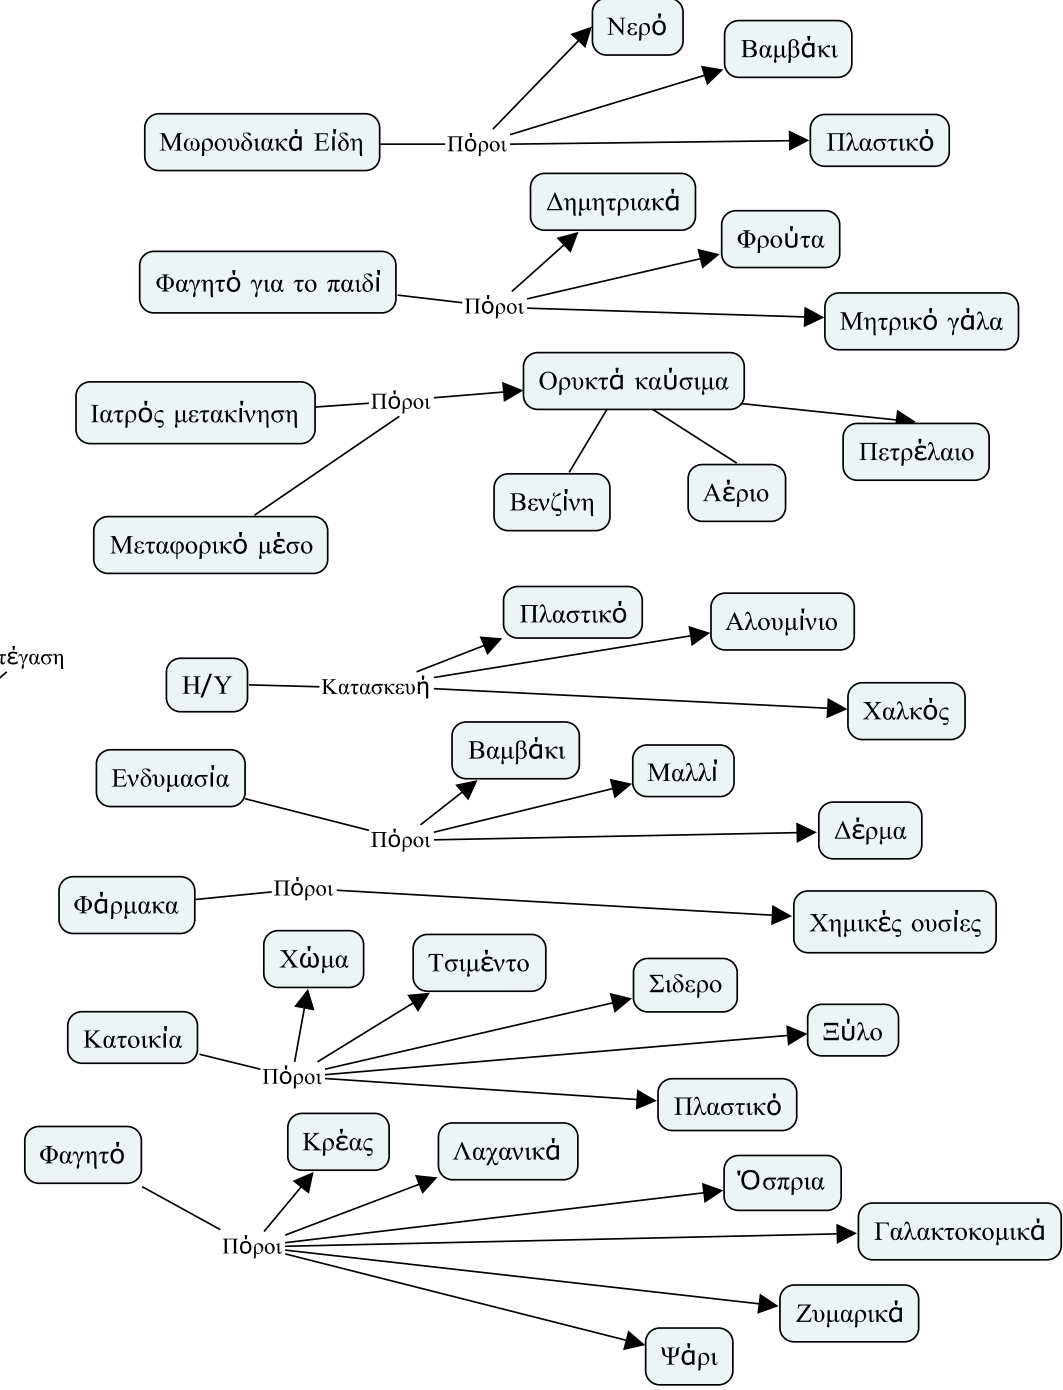 Νερό
Βαμβάκι
Μωρουδιακά Είδη
Πόροι
Πλαστικό
Δημητριακά
Φρούτα
Φαγητό για το παιδί
Πόροι
Μητρικό γάλα
Ορυκτά καύσιμα
Ιατρός μετακίνηση
Πόροι
Πετρέλαιο
Βενζίνη
Αέριο
Μεταφορικό μέσο
Πλαστικό
Αλουμίνιο
τέγαση
Η/Υ
Κατασκευή
Χαλκός
Βαμβάκι
Μαλλί
Ενδυμασία
Πόροι
Δέρμα
Φάρμακα
Πόροι
Χημικές ουσίες
Χώμα
Τσιμέντο
Σιδερο
Κατοικία
Ξύλο
Πόροι
Πλαστικό
Φαγητό
Κρέας
Λαχανικά
Όσπρια
Πόροι
Γαλακτοκομικά
Ζυμαρικά
Ψάρι